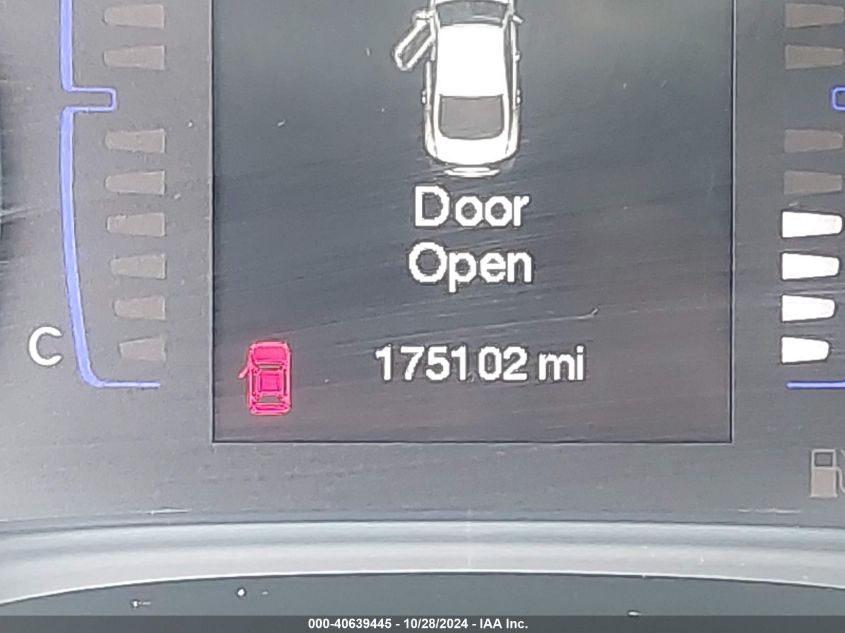 Door
Open
C
175102 mi
000-40639445 - 10/28/2024 - IAA Inc.